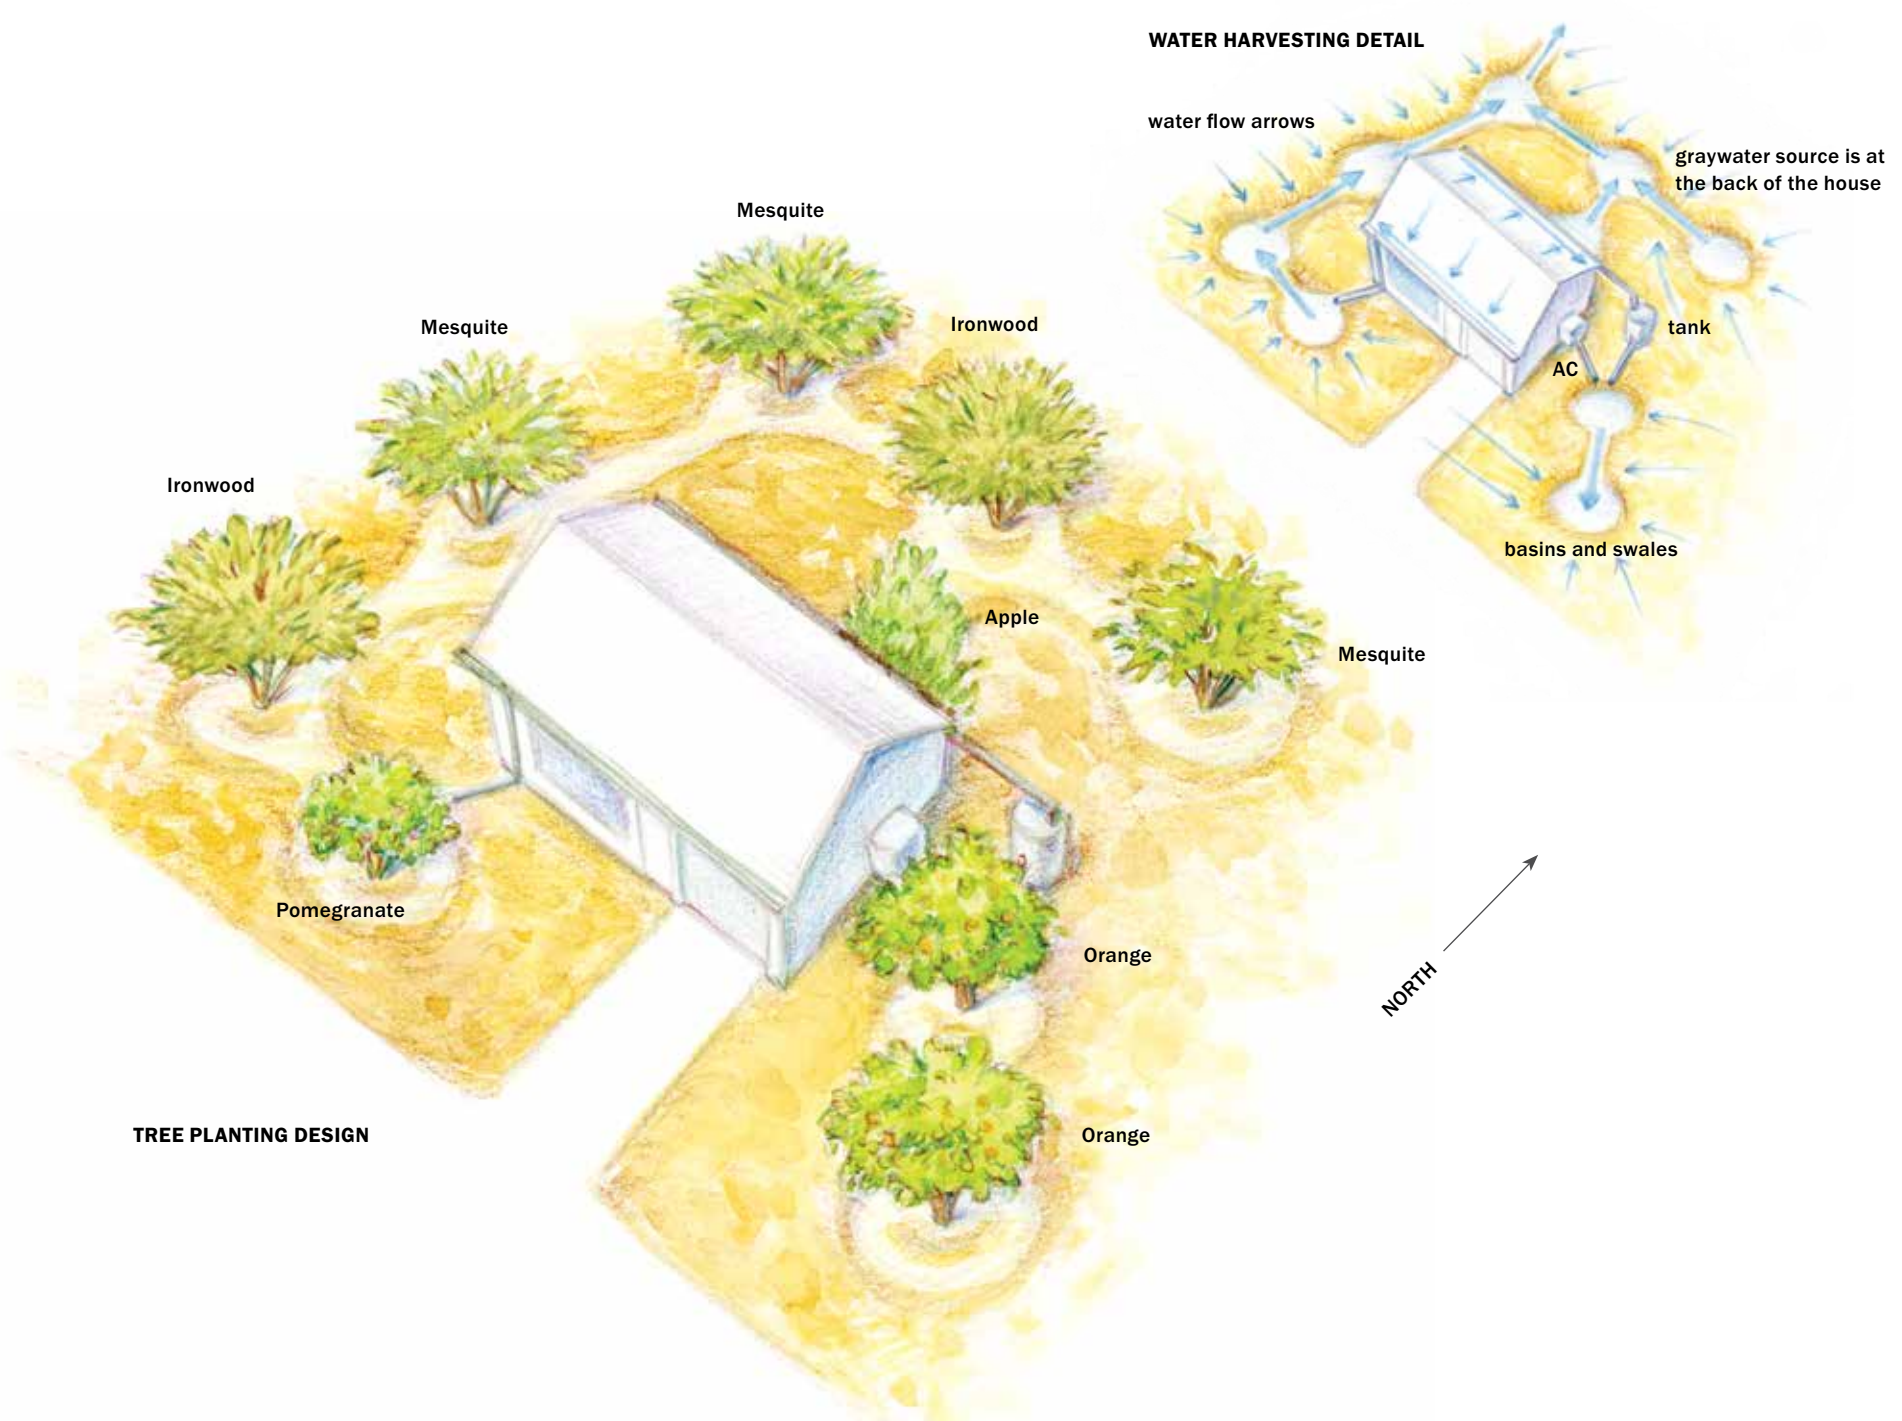 WATER HARVESTING DETAIL
water flow arrows
graywater source is at
the back of the house
tank
AC
basins and swales
Mesquite
Mesquite
Ironwood
Ironwood
Apple
Mesquite
Pomegranate
Orange
NORTH
Orange
TREE PLANTING DESIGN